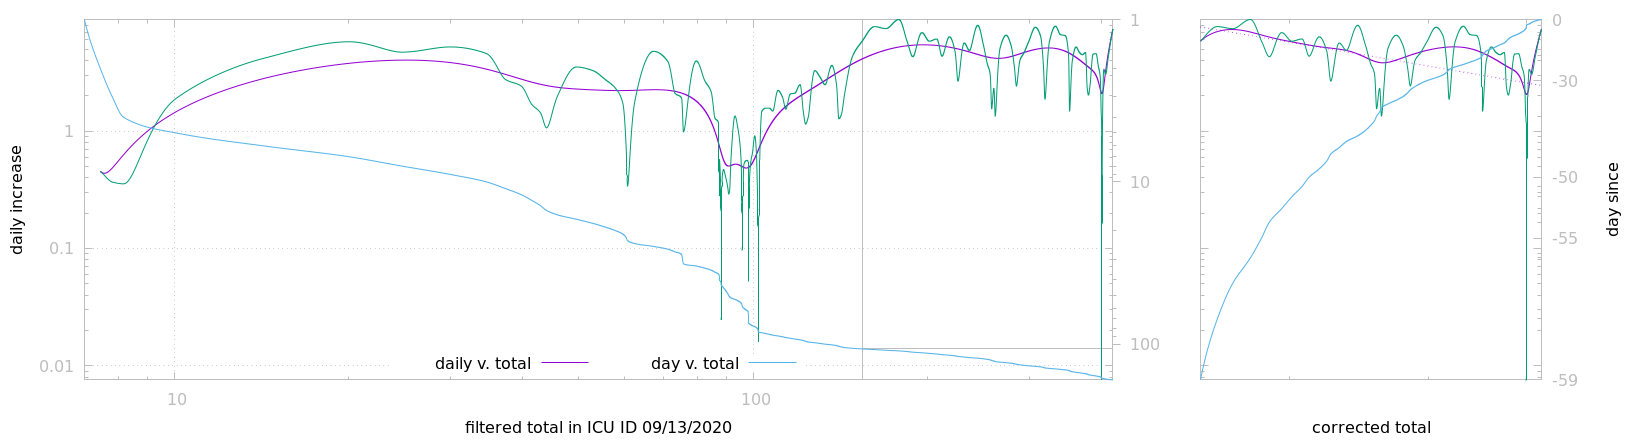 daily increase
1
0.1
0.01
10
100
filtered total in ICU ID 09/13/2020
daily v. total
day v. total
1
10
100
0
-30
-50
-55
-59
day since
corrected total